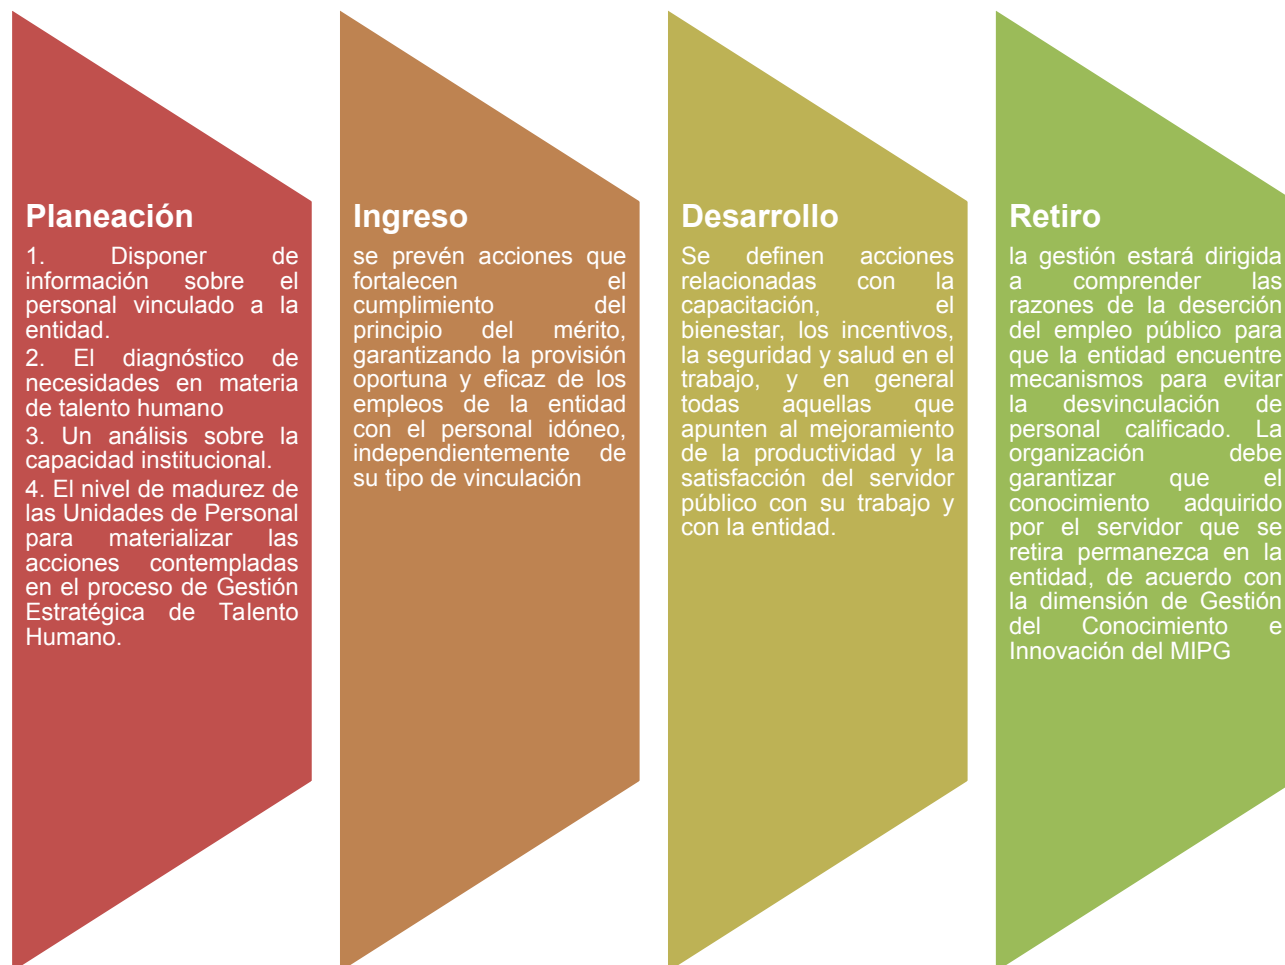 Planeación
1. Disponer de
información sobre el
personal vinculado a la
entidad.
2. El diagnóstico de
necesidades en materia
de talento humano
3. Un análisis sobre la
capacidad institucional.
4. El nivel de madurez de
las Unidades de Personal
para materializar las
acciones contempladas
en el proceso de Gestión
Estratégica de Talento
Humano.
Ingreso
se prevén acciones que
fortalecen el
cumplimiento del
principio del mérito,
garantizando la provisión
oportuna y eficaz de los
empleos de la entidad
con el personal idóneo,
independientemente de
su tipo de vinculación
Desarrollo
Se definen acciones
relacionadas con la
capacitación, el
bienestar, los incentivos,
la seguridad y salud en el
trabajo, y en general
todas aquellas que
apunten al mejoramiento
de la productividad y la
satisfacción del servidor
público con su trabajo y
con la entidad.
Retiro
la gestión estará dirigida
a comprender las
razones de la deserción
del empleo público para
que la entidad encuentre
mecanismos para evitar
la desvinculación de
personal calificado. La
organización debe
garantizar que el
conocimiento adquirido
por el servidor que se
retira permanezca en la
entidad, de acuerdo con
la dimensión de Gestión
del Conocimiento e
Innovación del MIPG